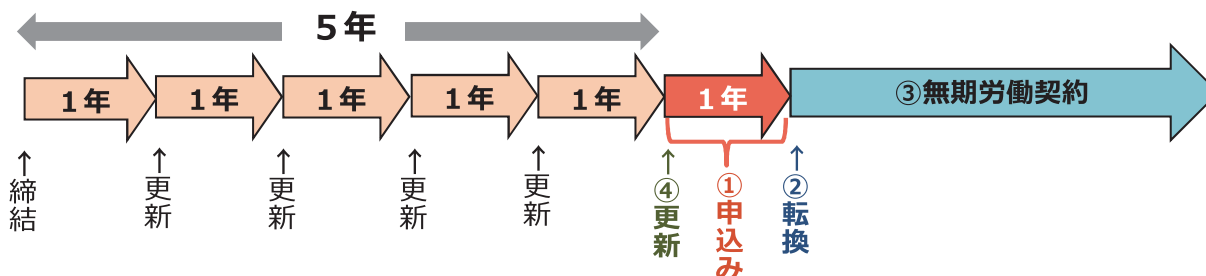 5年
1年
1年
1年
1年
1年
1年
③無期労働契約
↑締結
↑更新
↑更新
↑更新
↑更新
↑④更新
↑②転換
①申込み